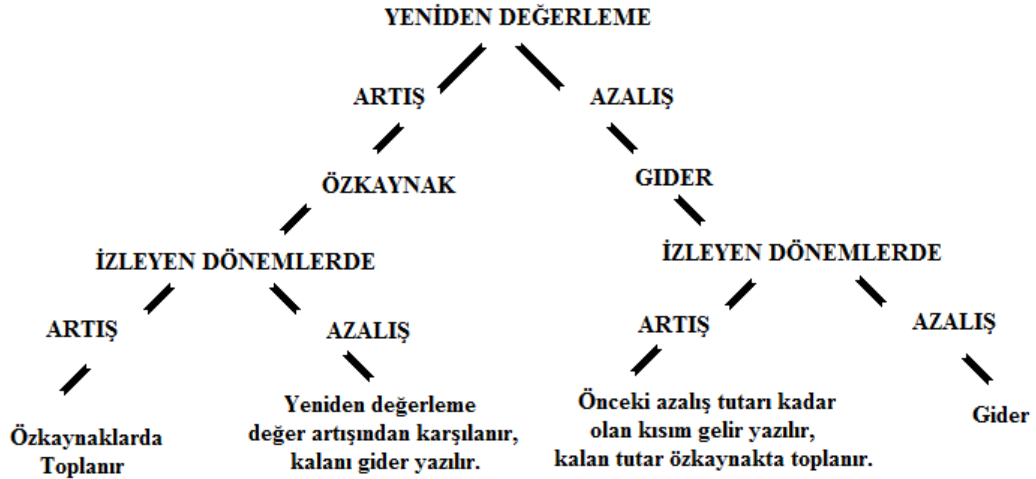 YENİDEN DEĞERLEME
ARTIŞ
AZALIŞ
ÖZKAYNAK
GIDER
İZLEYEN DÖNEMLERDE
İZLEYEN DÖNEMLERDE
ARTIŞ
AZALIŞ
ARTIŞ
AZALIŞ
Özkaynaklarda
Toplanır
Yeniden değerleme
değer artışından karşılanır,
kalanı gider yazılır.
Önceki azalış tutarı kadar
olan kısım gelir yazılır,
kalan tutar özkaynakta toplanır.
Gider